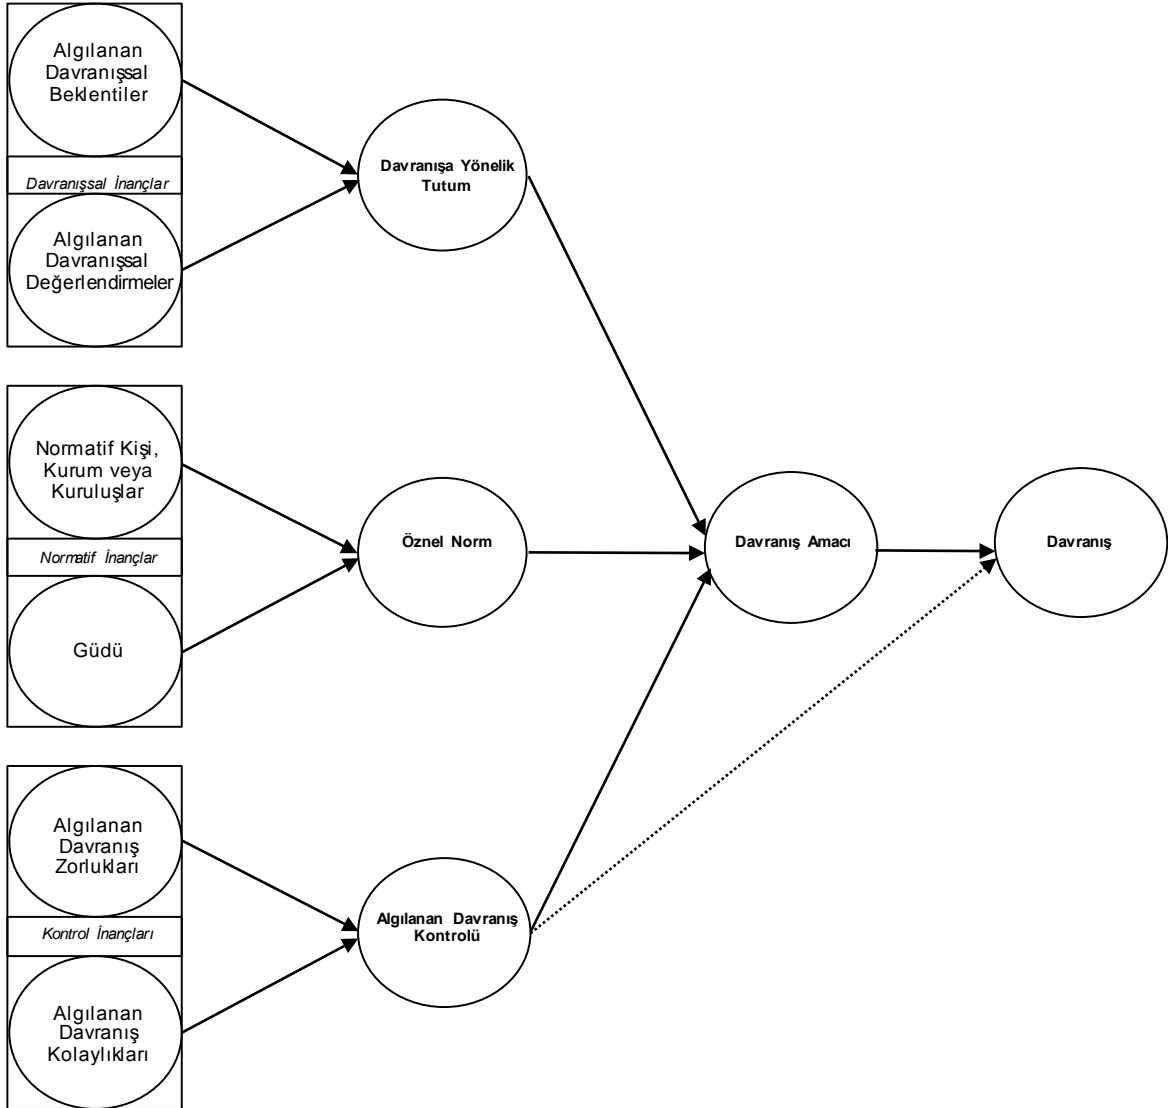 Algılanan
Davranışsal
Beklentiler
Davranışsal İnançlar
Algılanan
Davranışsal
Değerlendirmeler
Davranışa Yönelik
Tutum
Normatif Kişi,
Kurum veya
Kuruluşlar
Normatif İnançlar
Güdü
Öznel Norm
Davranış Amacı
Davranış
Algılanan
Davranış
Zorlukları
Kontrol İnançları
Algılanan
Davranış
Kolaylıkları
Algılanan Davranış
Kontrolü